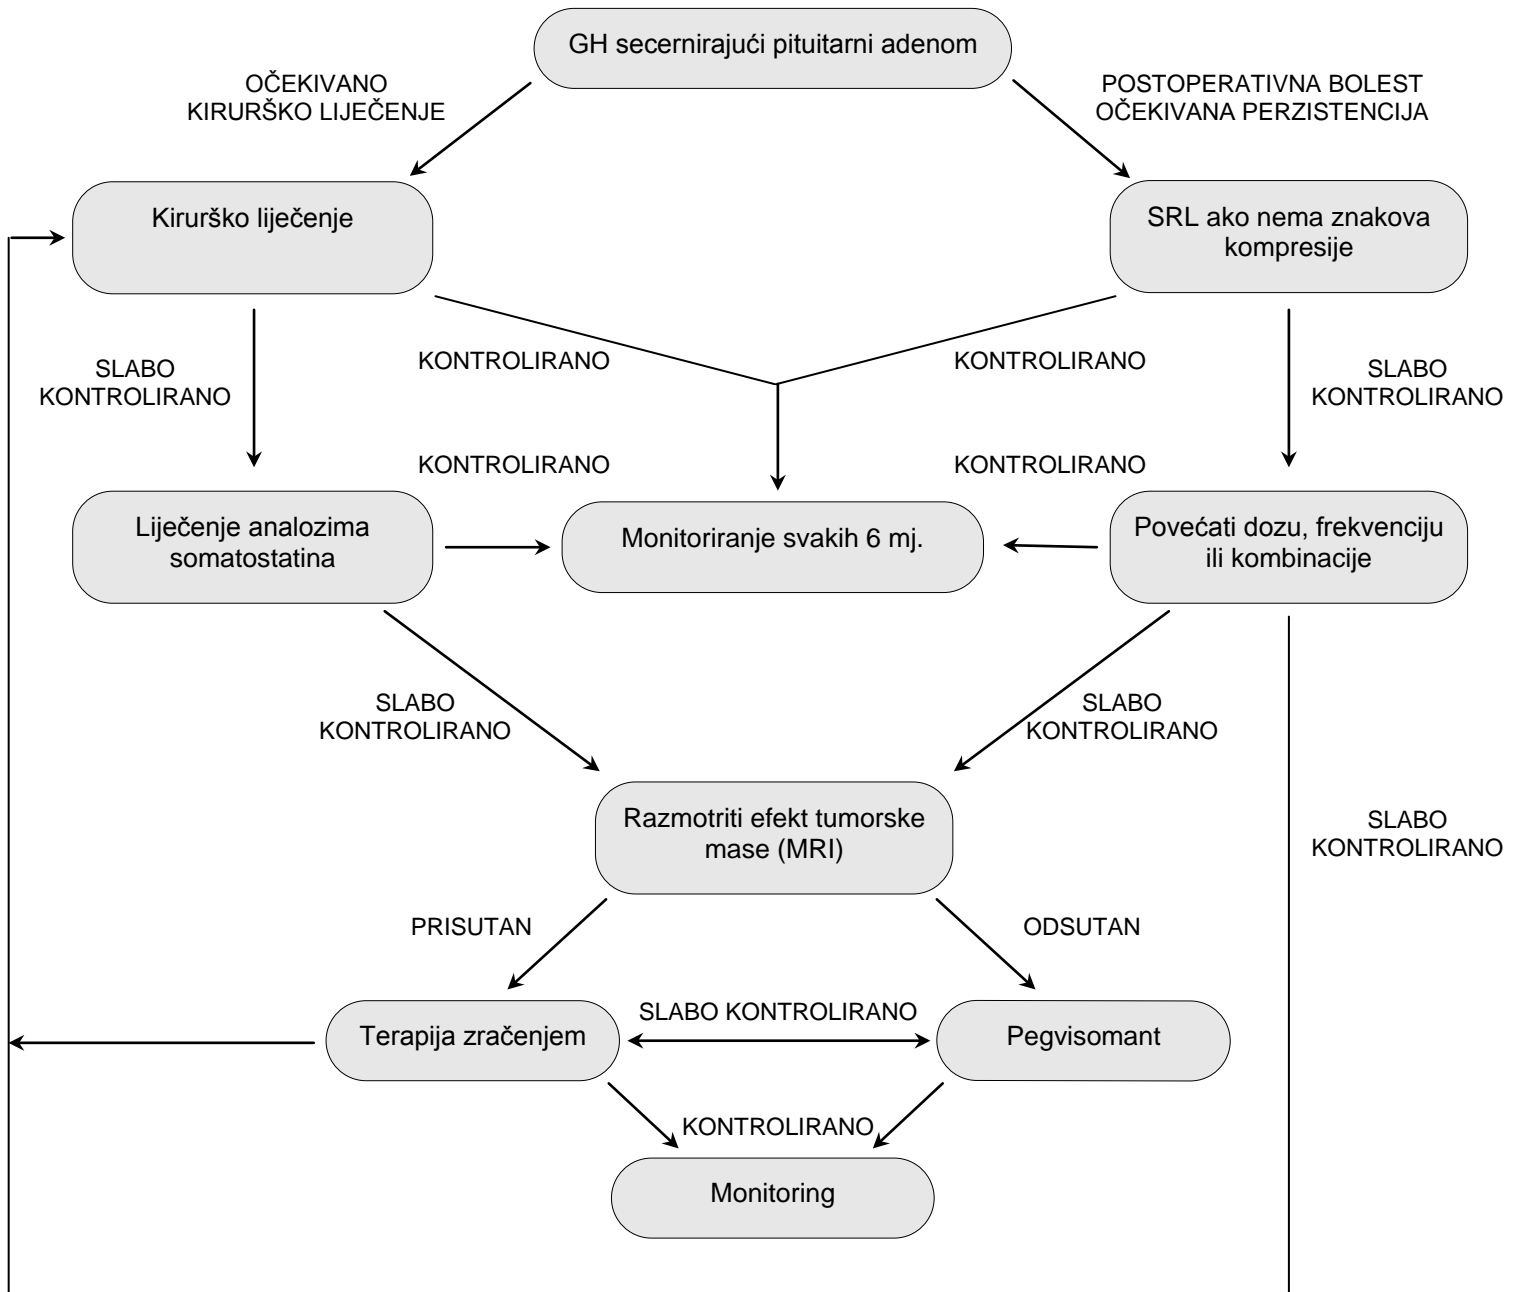 GH secernirajući pituitarni adenom
OČEKIVANO
KIRURŠKO LIJEČENJE
POSTOPERATIVNA BOLEST
OČEKIVANA PERZISTENCIJA
Kirurško liječenje
SRL ako nema znakova
kompresije
SLABO
KONTROLIRANO
KONTROLIRANO
KONTROLIRANO
SLABO
KONTROLIRANO
KONTROLIRANO
KONTROLIRANO
Liječenje analozima
somatostatina
Monitoriranje svakih 6 mj.
Povećati dozu, frekvenciju
ili kombinacije
SLABO
KONTROLIRANO
SLABO
KONTROLIRANO
Razmotriti efekt tumorske
mase (MRI)
SLABO
KONTROLIRANO
PRISUTAN
ODSUTAN
Terapija zračenjem
SLABO KONTROLIRANO
Pegvisomant
KONTROLIRANO
Monitoring